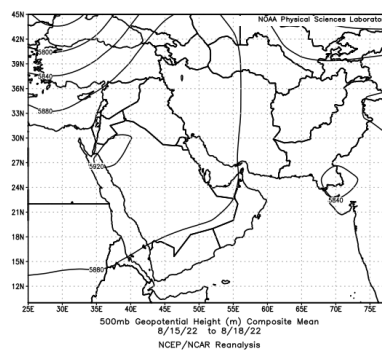 NOAA Physical Sciences Laborato
45N
42N
39N
36N
33N
30N
27N
24N
21N
18N
15N
12N
5800
5840
5880
5920
5840
5880
25E 30E 35E 40E 45E 50E 55E 60E 65E 70E 75E
500mb Geopotential Height (m) Composite Mean
8/15/22 to 8/18/22
NCEP/NCAR Reanalysis